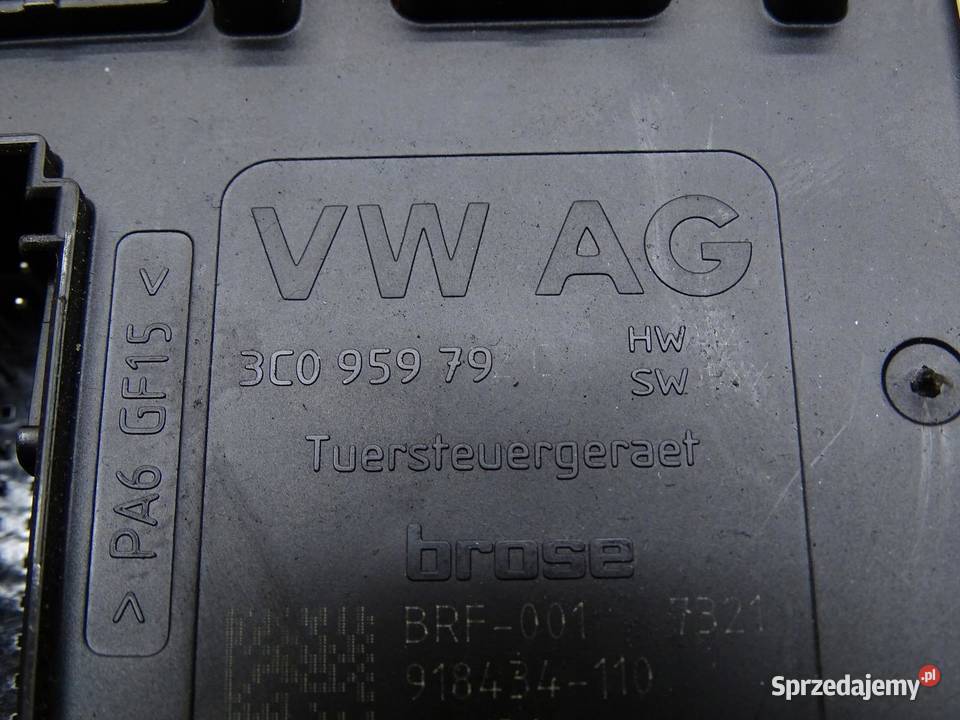 VW AG
3C0 959 79
HW
SW
Tuersteuergeraet
>PA6 GF15<
brose
BRF-001 7321
918434-110
Sprzedajemy.pl